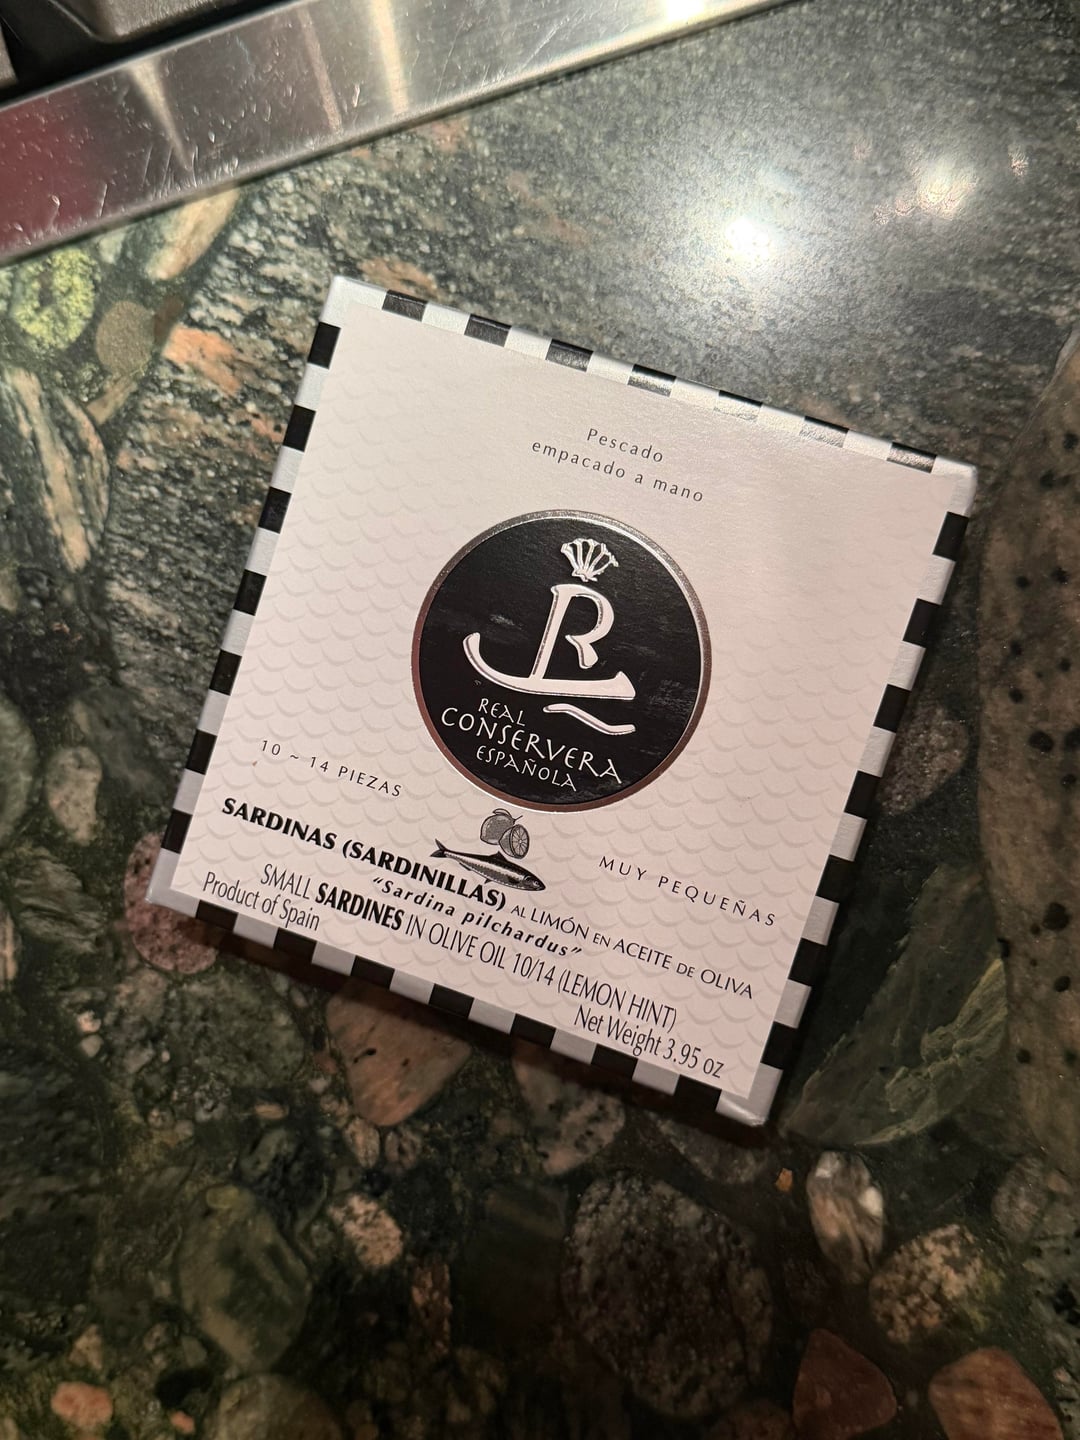 Pescado
empacado a mano
REAL
CONSERVERA
ESPAÑOLA
10 ~ 14 PIEZAS
MUY PEQUEÑAS
SARDINAS (SARDINILLAS) AL LIMÓN EN ACEITE DE OLIVA
"Sardina pilchardus"
SMALL SARDINES IN OLIVE OIL 10/14 (LEMON HINT)
Product of Spain
Net Weight 3.95 oz